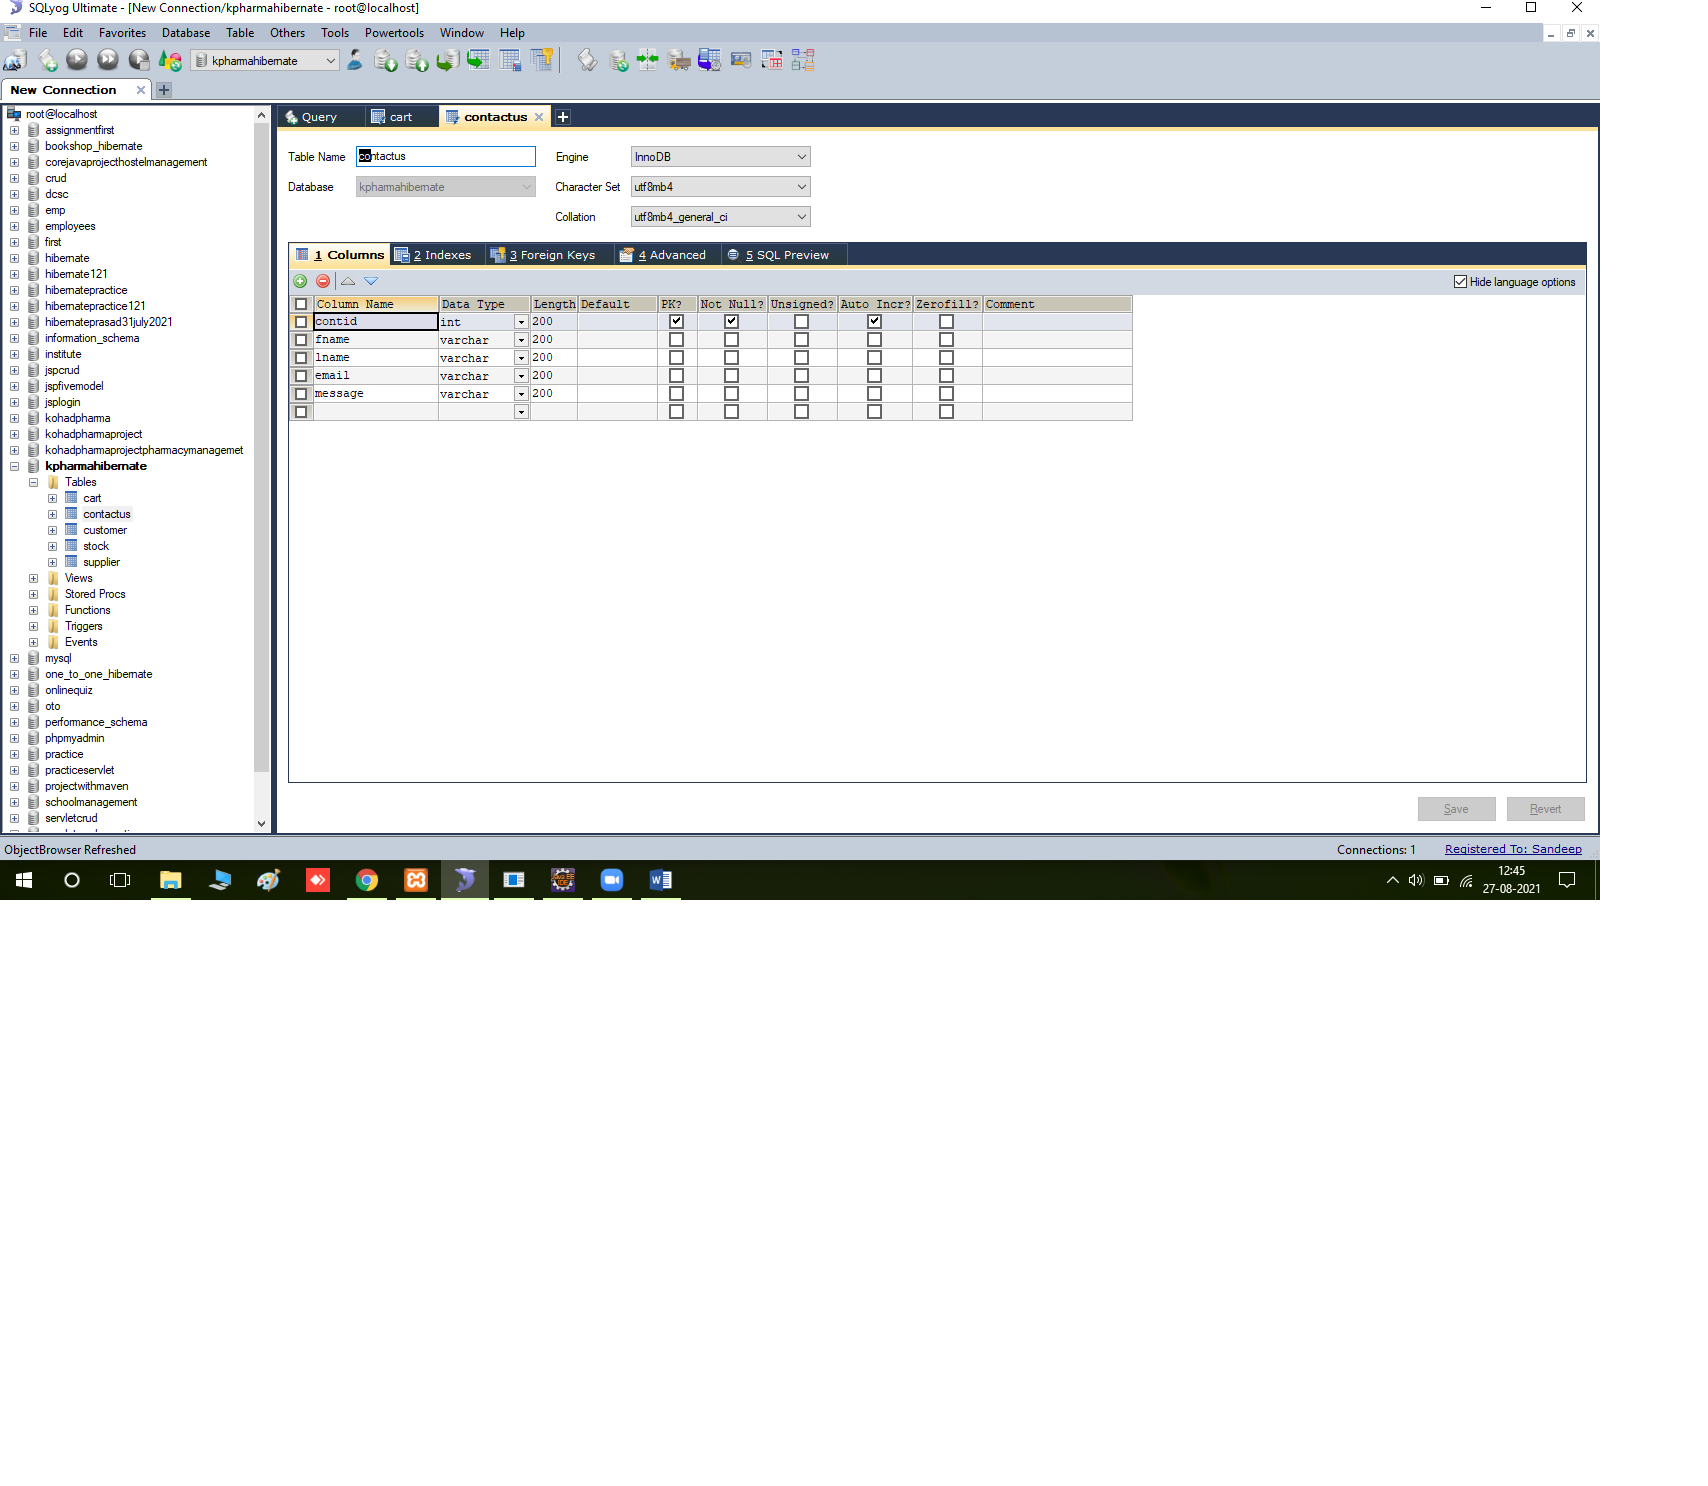 SQLyog Ultimate - [New Connection/kpharmahibernate - root@localhost]
File Edit Favorites Database Table Others Tools Powertools Window Help
kpharmahibernate
New Connection
root@localhost
assignmentfirst
bookshop_hibernate
corejavaprojecthostelmanagement
crud
dcsc
emp
employees
first
hibernate
hibernate121
hibernatepractice
hibernatepractice121
hibernateprasad31july2021
information_schema
institute
jspcrud
jspfivemodel
jsplogin
kohadpharma
kohadpharmaproject
kohadpharmaprojectpharmacymanagemet
kpharmahibernate
Tables
cart
contactus
customer
stock
supplier
Views
Stored Procs
Functions
Triggers
Events
mysql
one_to_one_hibernate
onlinequiz
oto
performance_schema
phpmyadmin
practice
practiceservlet
projectwithmaven
schoolmanagement
servletcrud
Query cart contactus
Table Name contactus Engine InnoDB
Database kpharmahibernate Character Set utf8mb4
Collation utf8mb4_general_ci
1 Columns 2 Indexes 3 Foreign Keys 4 Advanced 5 SQL Preview
Hide language options
Column Name Data Type Length Default PK? Not Null? Unsigned? Auto Incr? Zerofill? Comment
contid int 200
fname varchar 200
lname varchar 200
email varchar 200
message varchar 200
Save Revert
ObjectBrowser Refreshed Connections: 1 Registered To: Sandeep
12:45
27-08-2021